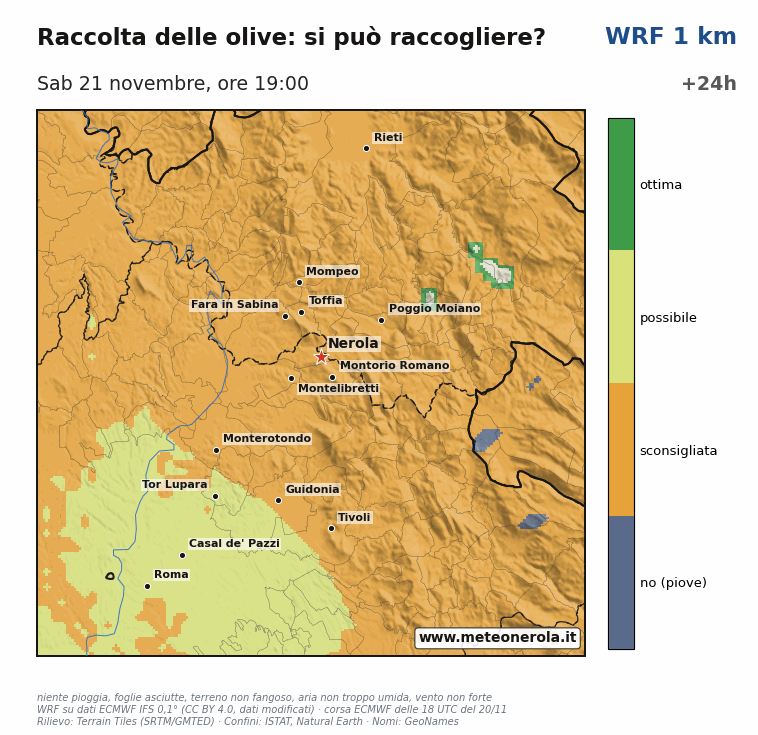 Raccolta delle olive: si può raccogliere?
WRF 1 km
Sab 21 novembre, ore 19:00
+24h
Rieti
Mompeo
Fara in Sabina
Toffia
Poggio Moiano
Nerola
Montorio Romano
Montelibretti
Monterotondo
Tor Lupara
Guidonia
Tivoli
Casal de' Pazzi
Roma
www.meteonerola.it
ottima
possibile
sconsigliata
no (piove)
niente pioggia, foglie asciutte, terreno non fangoso, aria non troppo umida, vento non forte
WRF su dati ECMWF IFS 0,1° (CC BY 4.0, dati modificati) · corsa ECMWF delle 18 UTC del 20/11
Rilievo: Terrain Tiles (SRTM/GMTED) · Confini: ISTAT, Natural Earth · Nomi: GeoNames